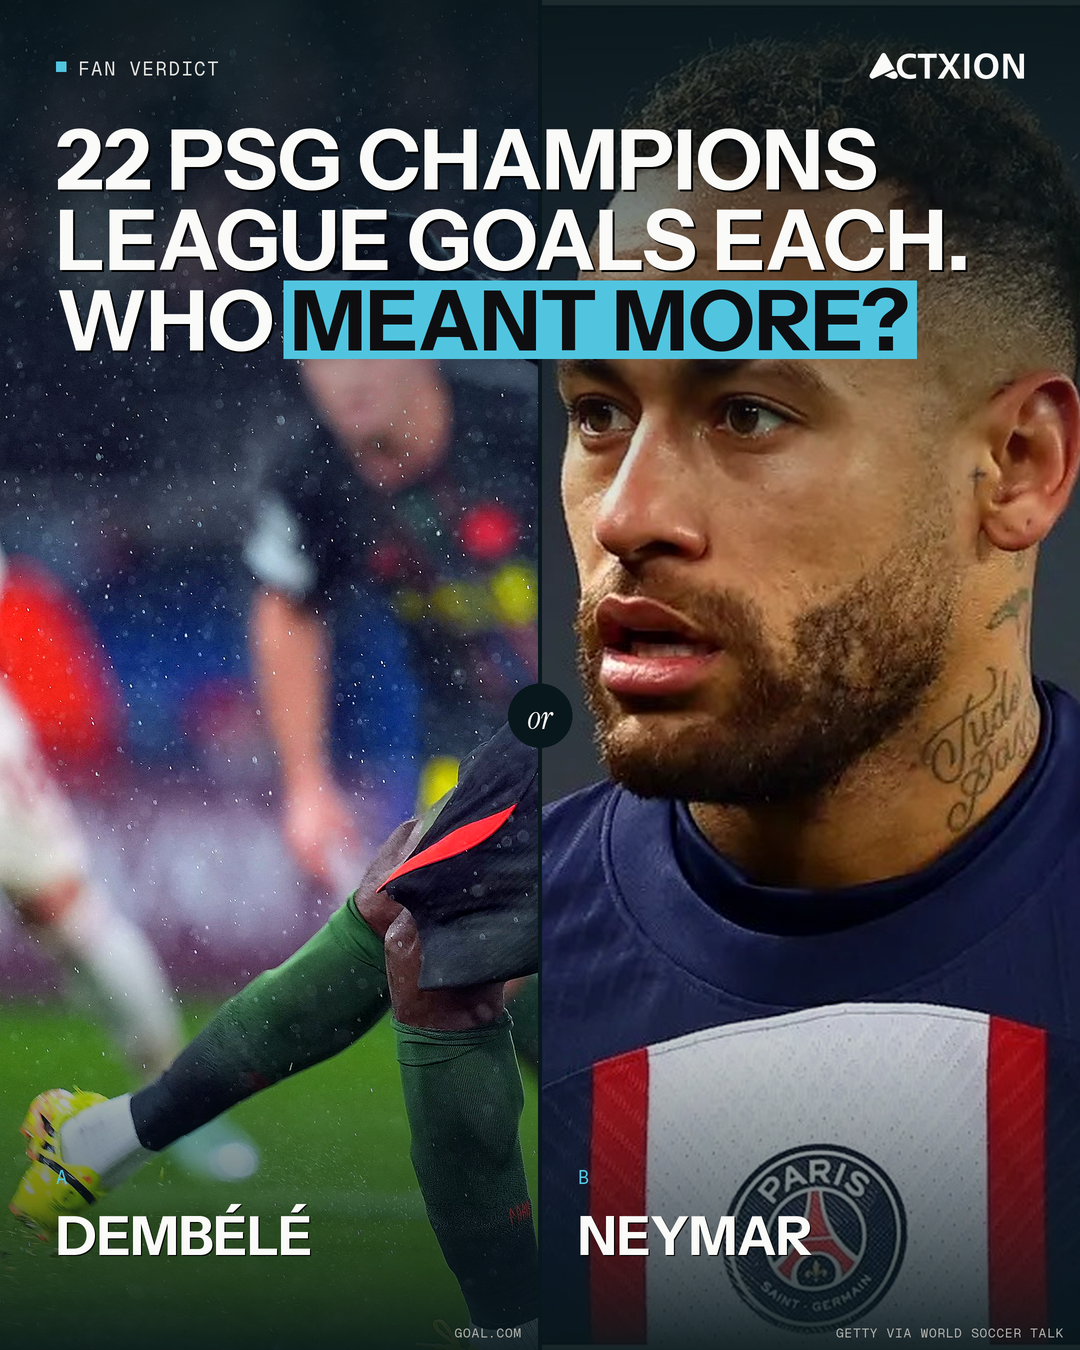 FAN VERDICT
ACTXION
22 PSG CHAMPIONS
LEAGUE GOALS EACH.
WHO MEANT MORE?
or
A
DEMBÉLÉ
B
NEYMAR
PARIS
SAINT-GERMAIN
GOAL.COM
GETTY VIA WORLD SOCCER TALK